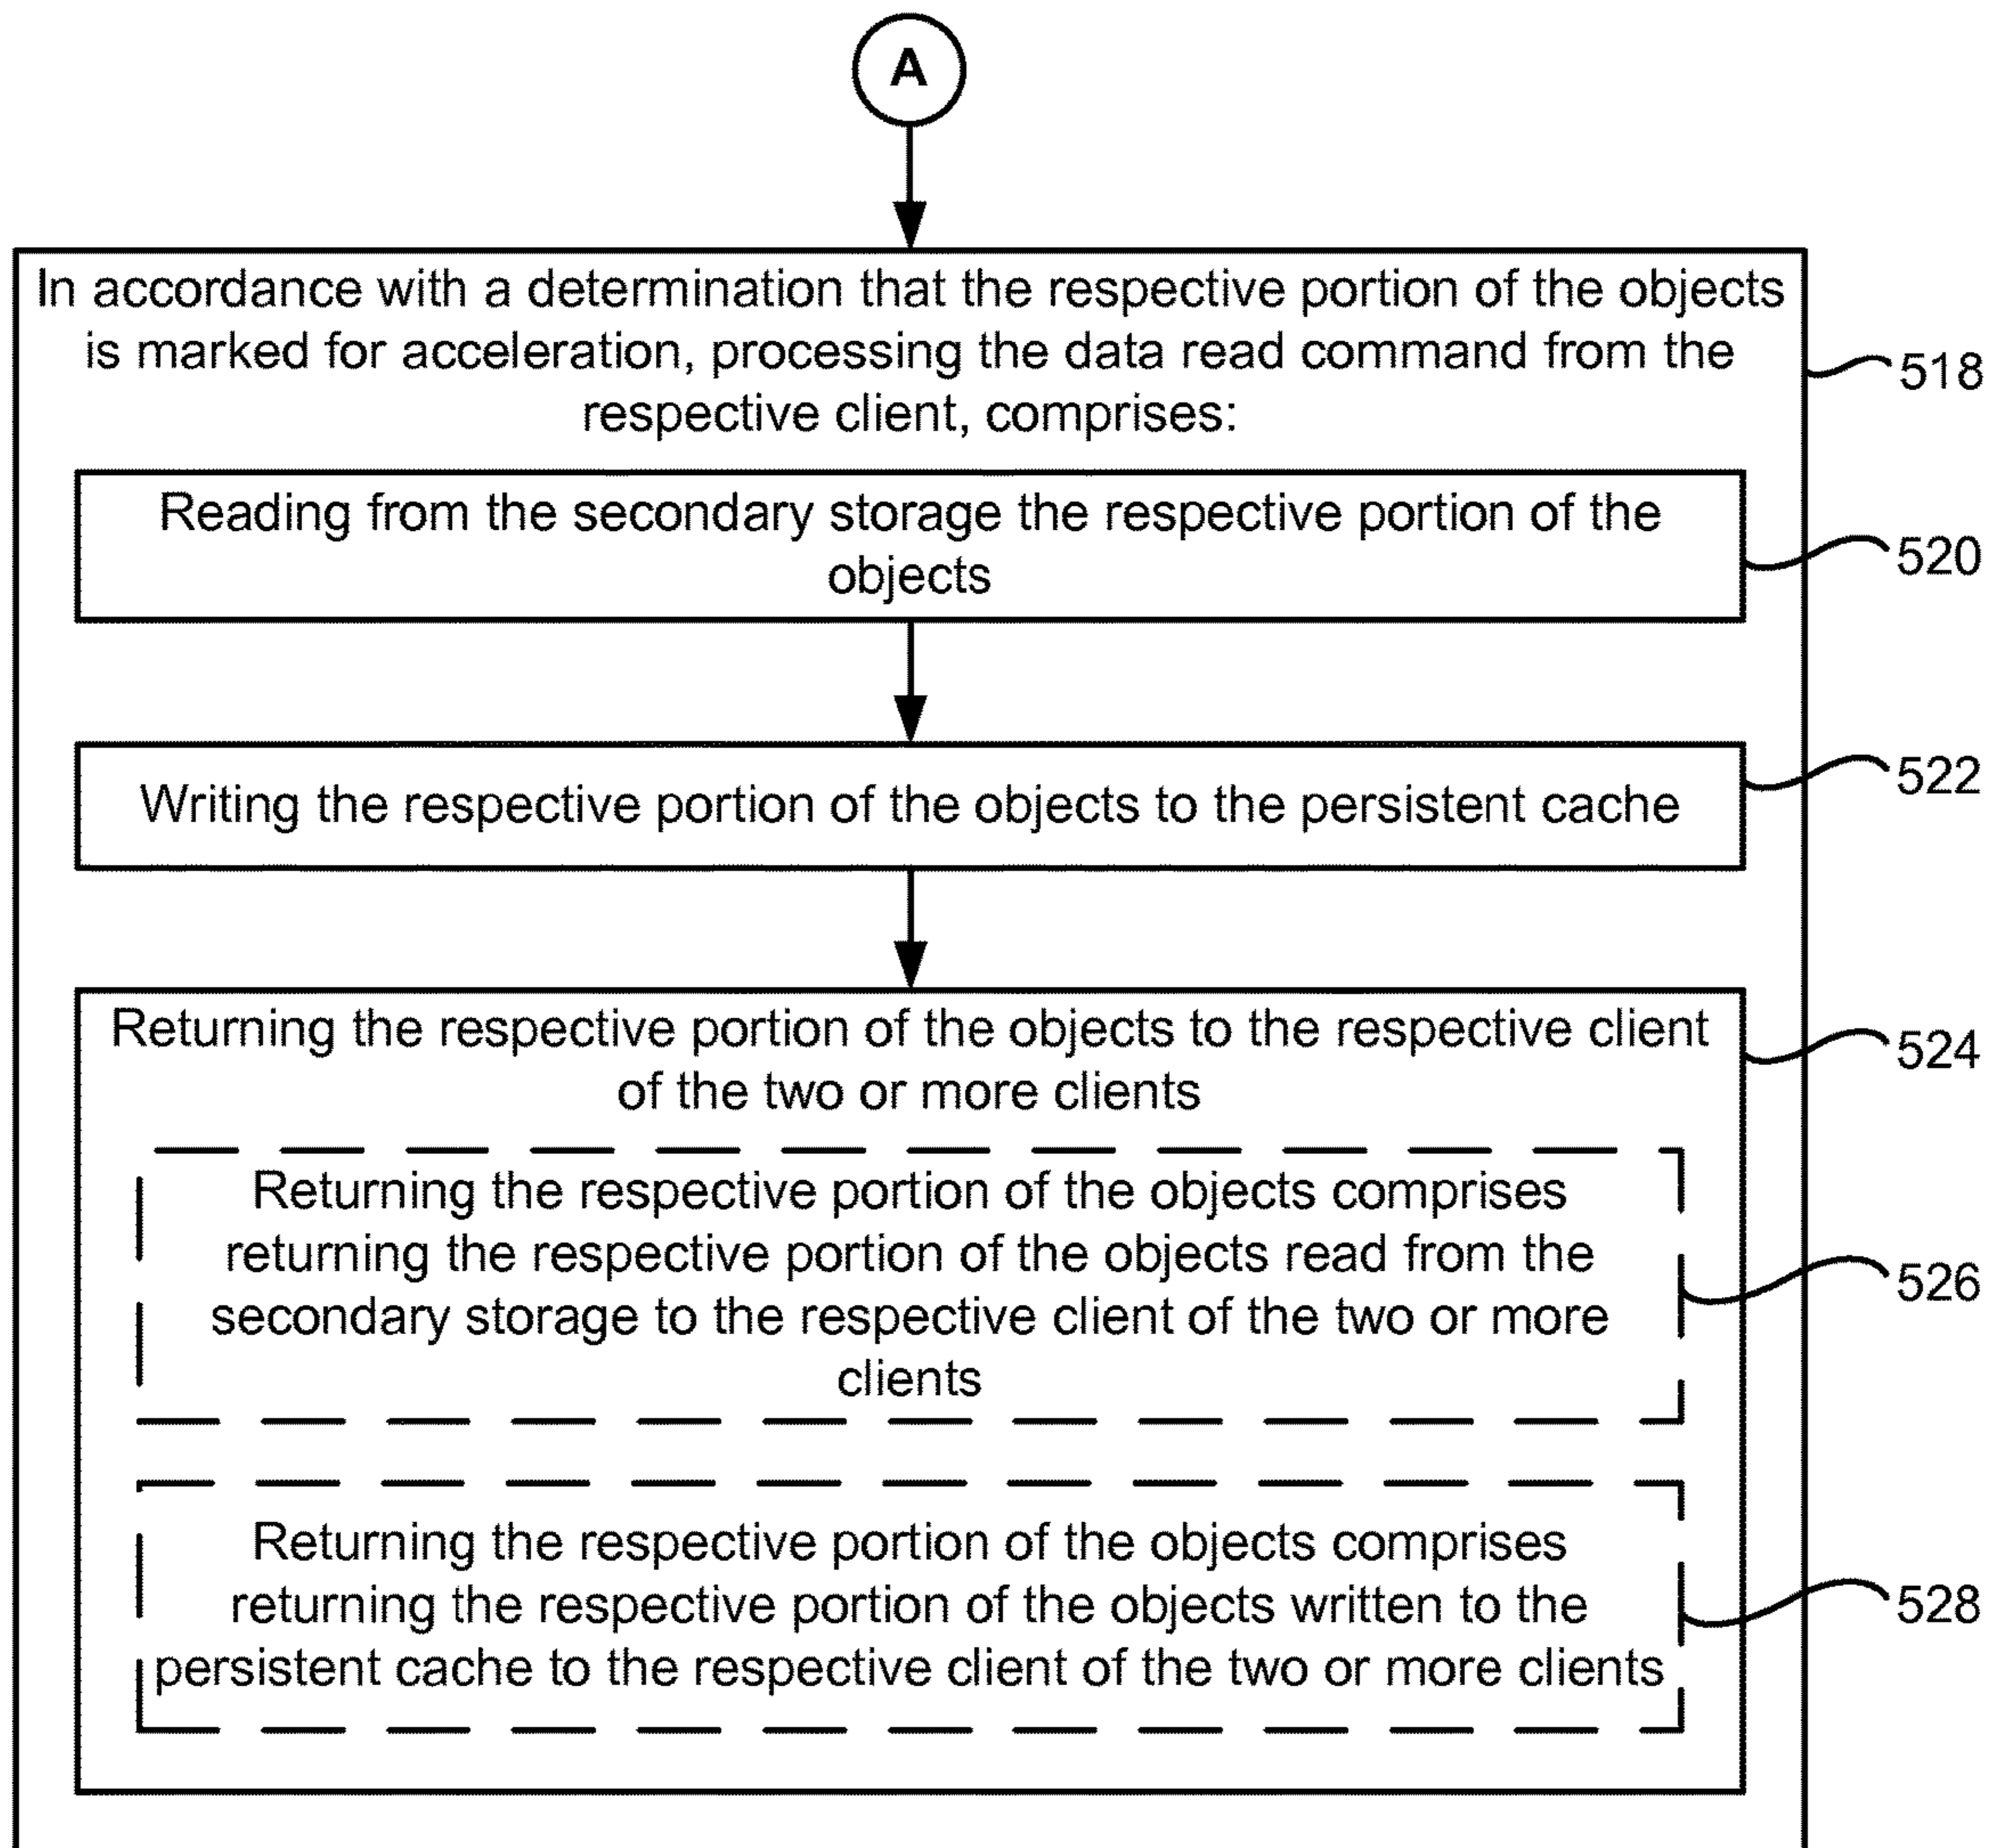 A
In accordance with a determination that the respective portion of the objects
is marked for acceleration, processing the data read command from the
respective client, comprises:
518
Reading from the secondary storage the respective portion of the
objects
520
Writing the respective portion of the objects to the persistent cache
522
Returning the respective portion of the objects to the respective client
of the two or more clients
524
Returning the respective portion of the objects comprises
returning the respective portion of the objects read from the
secondary storage to the respective client of the two or more
clients
526
Returning the respective portion of the objects comprises
returning the respective portion of the objects written to the
persistent cache to the respective client of the two or more clients
528